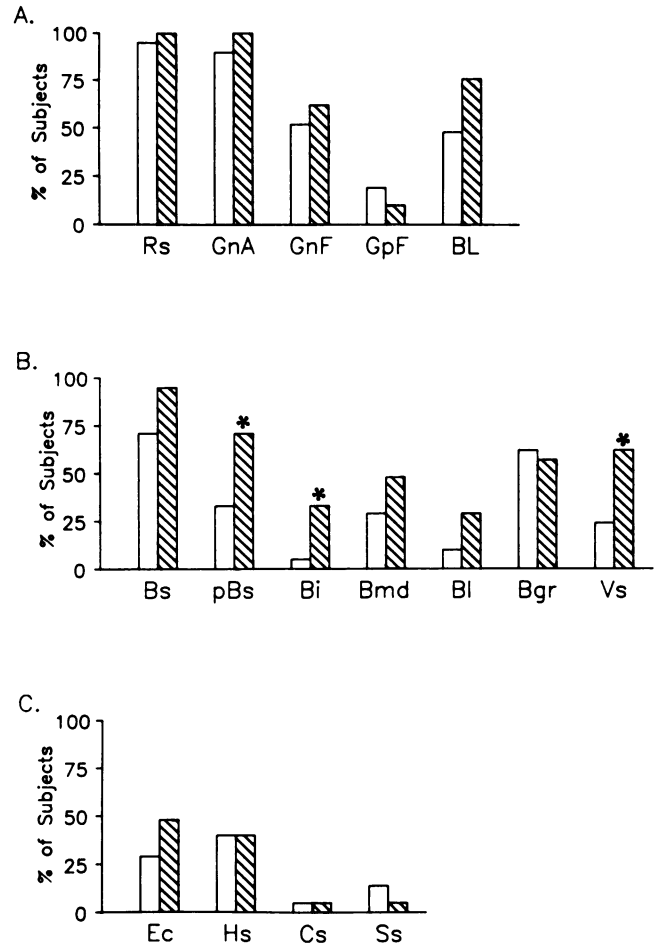 A.
% of Subjects
100
75
50
25
0
Rs GnA GnF GpF BL
B.
% of Subjects
100
75
50
25
0
* * *
Bs pBs Bi Bmd Bl Bgr Vs
C.
% of Subjects
100
75
50
25
0
Ec Hs Cs Ss